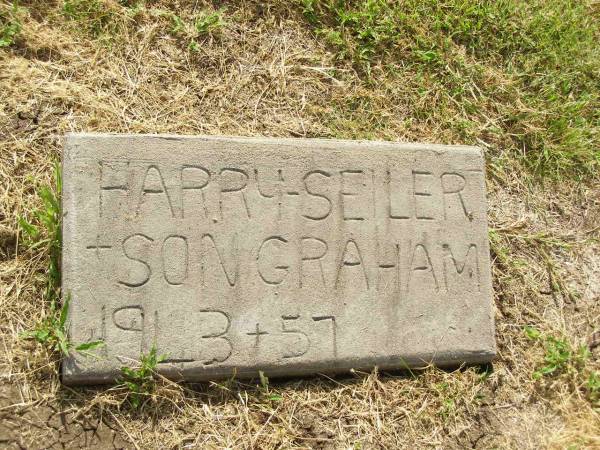 HARRY-SEILER
+SON GRAHAM
1913+57